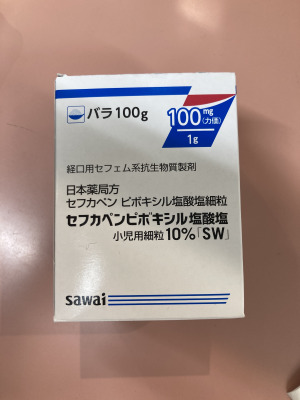 バラ100g
100mg
(力価)
1g
経口用セフェム系抗生物質製剤
日本薬局方
セフカペン ピボキシル塩酸塩細粒
セフカペンピボキシル塩酸塩
小児用細粒10%「SW」
sawai